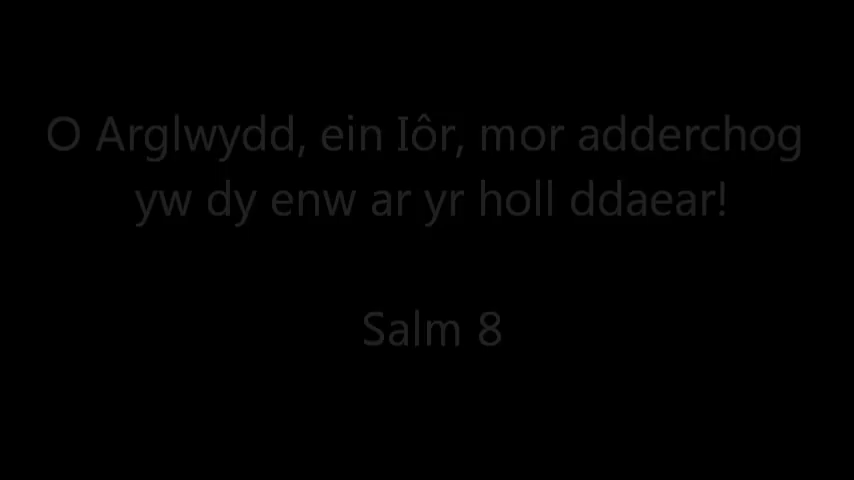 O Arglwydd, ein Iôr, mor adderchog
yw dy enw ar yr holl ddaear!
Salm 8